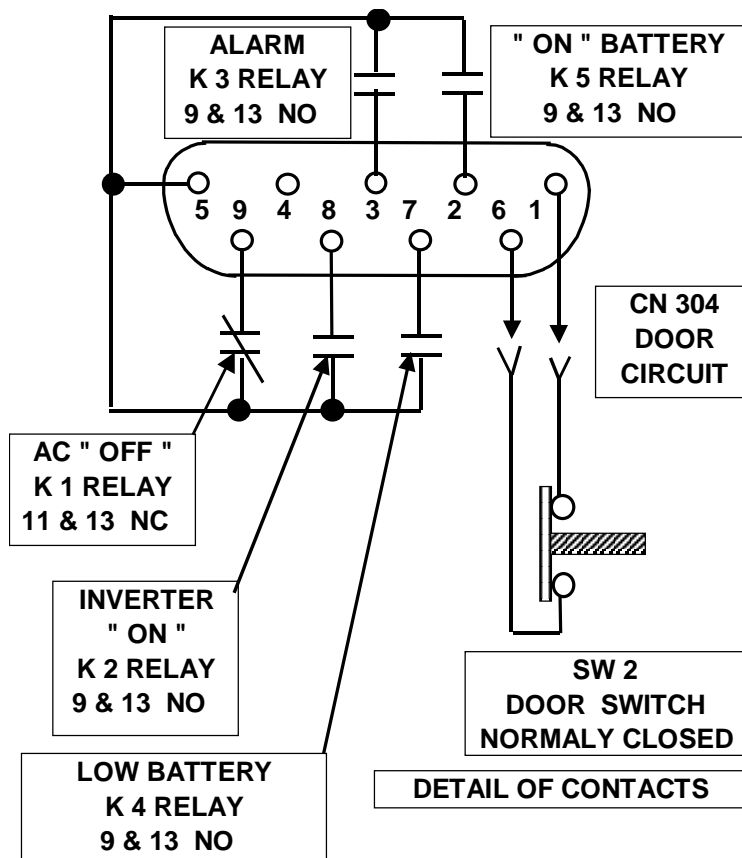 ALARM
K 3 RELAY
9 & 13 NO
" ON " BATTERY
K 5 RELAY
9 & 13 NO
5 9 4 8 3 7 2 6 1
CN 304
DOOR
CIRCUIT
AC " OFF "
K 1 RELAY
11 & 13 NC
INVERTER
" ON "
K 2 RELAY
9 & 13 NO
SW 2
DOOR SWITCH
NORMALY CLOSED
LOW BATTERY
K 4 RELAY
9 & 13 NO
DETAIL OF CONTACTS